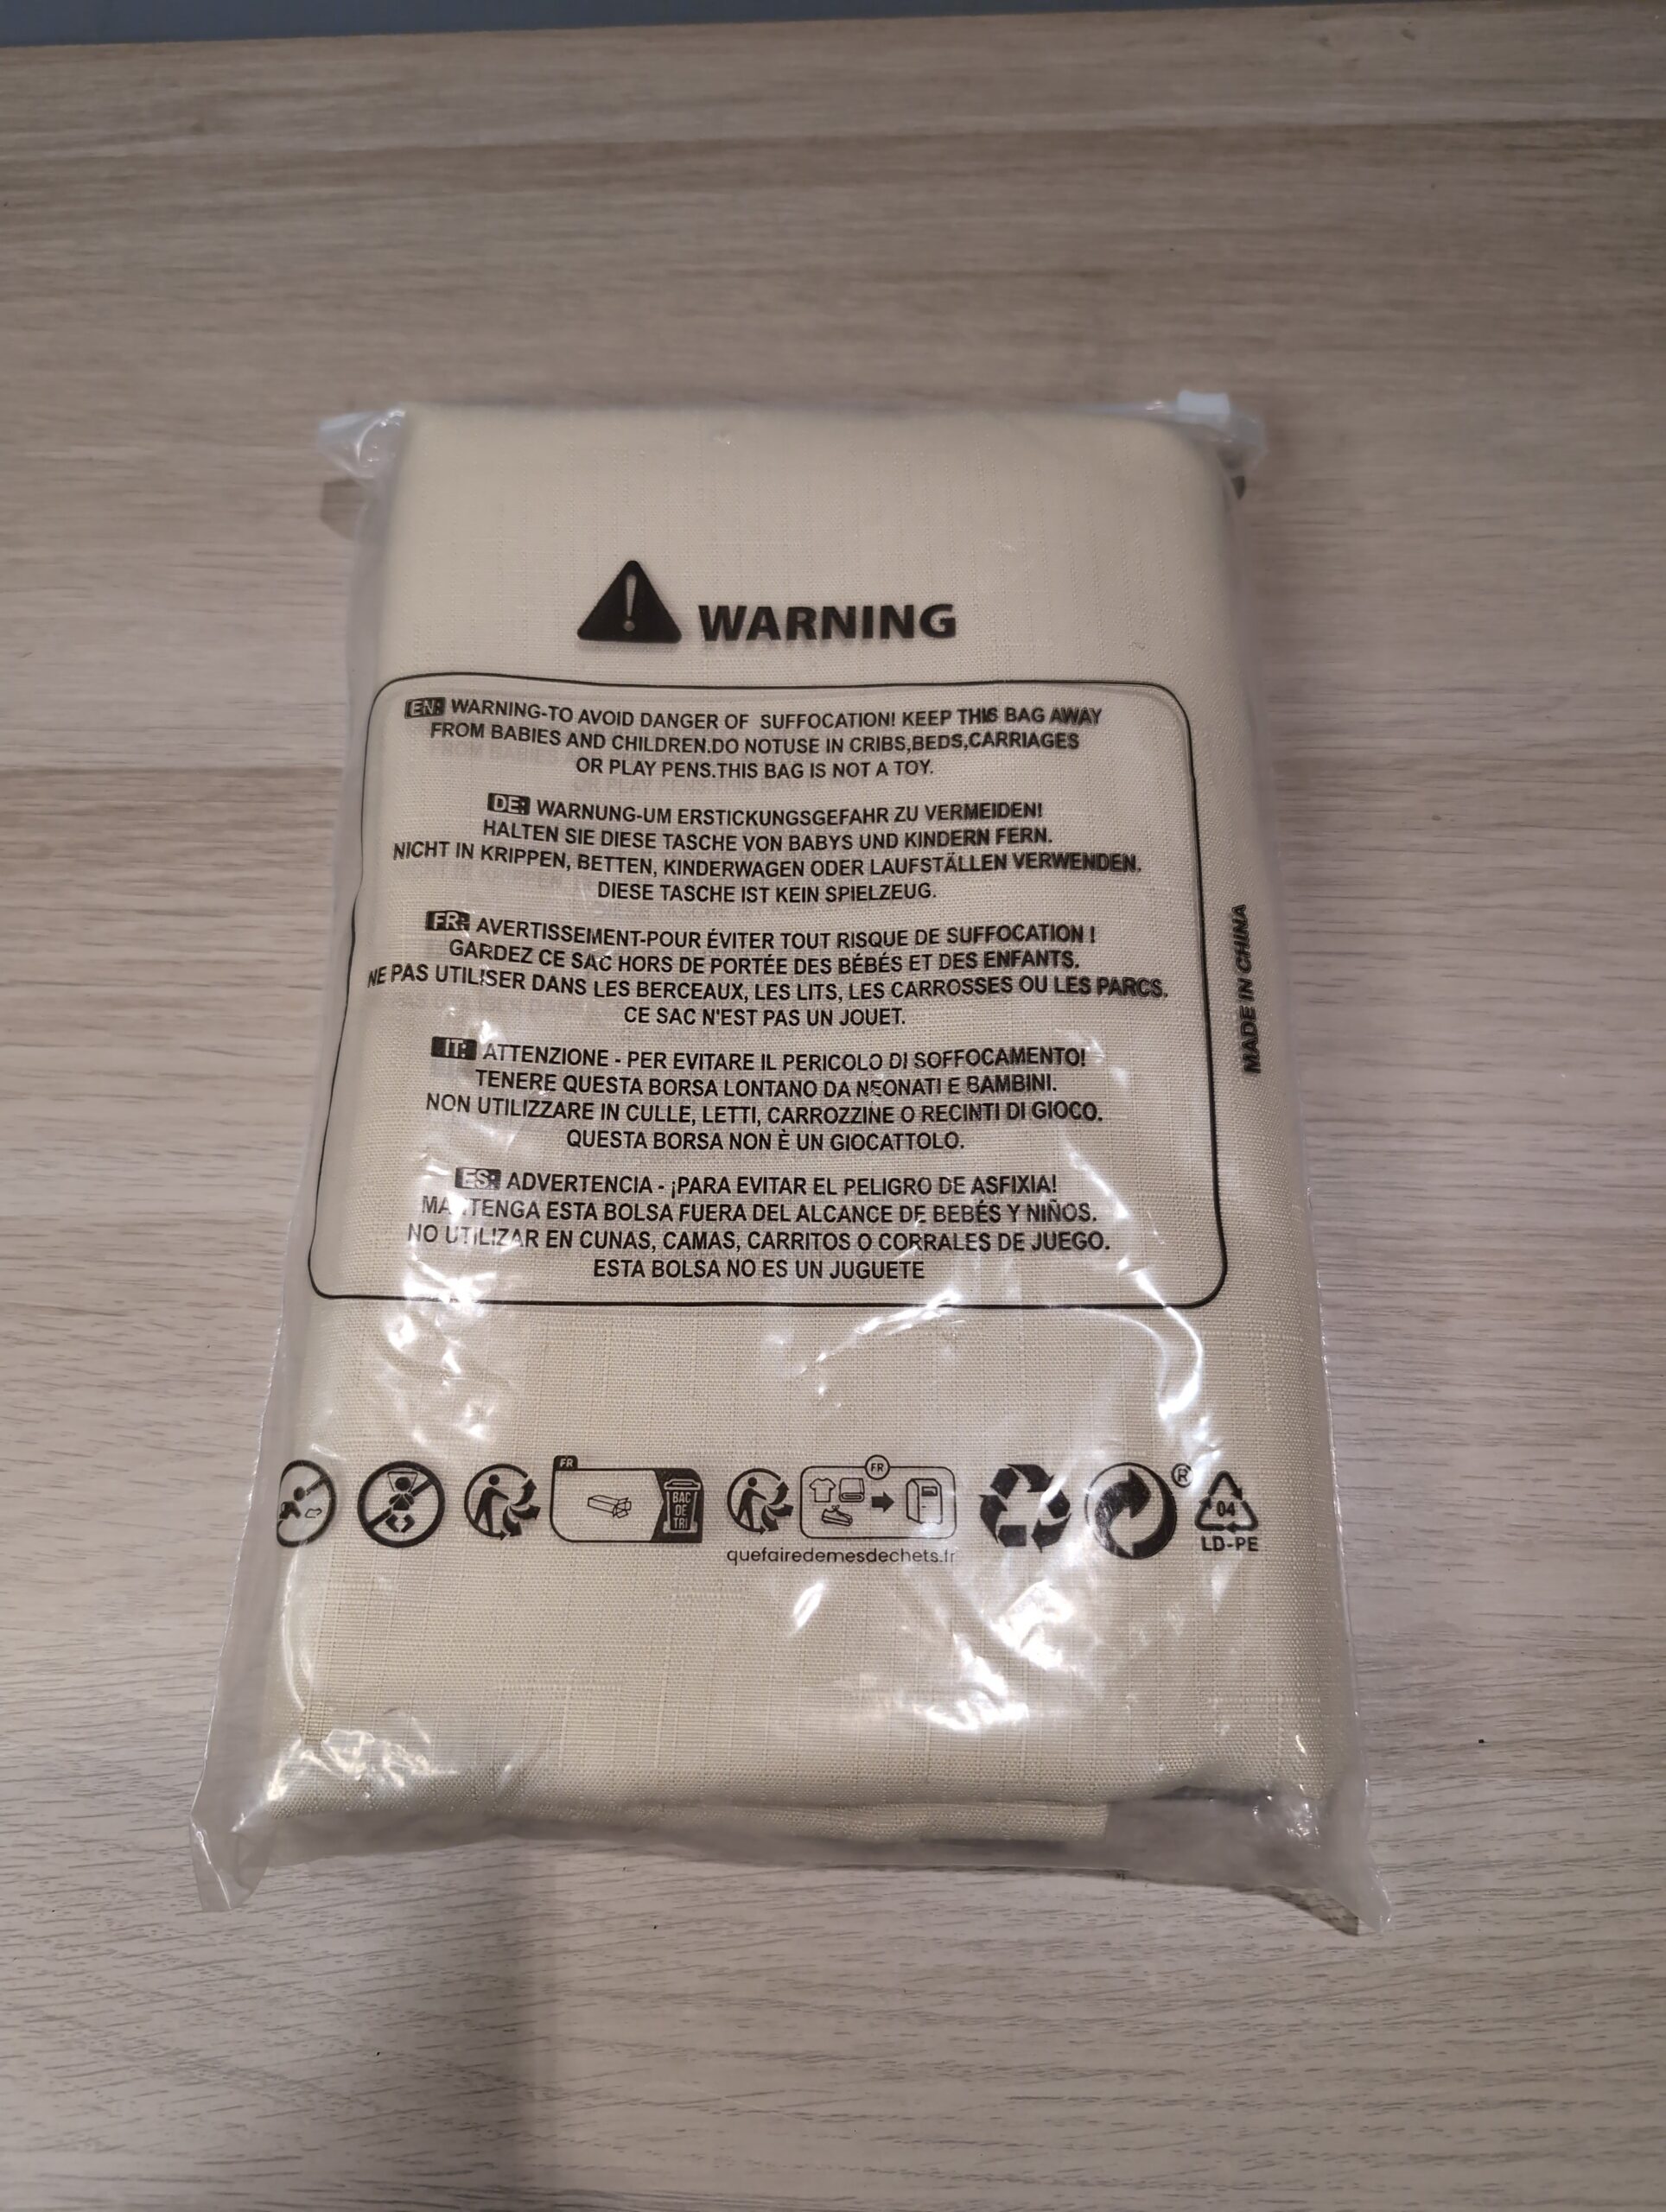 WARNING
EN: WARNING-TO AVOID DANGER OF SUFFOCATION! KEEP THIS BAG AWAY
FROM BABIES AND CHILDREN.DO NOTUSE IN CRIBS,BEDS,CARRIAGES
OR PLAY PENS.THIS BAG IS NOT A TOY.
DE: WARNUNG-UM ERSTICKUNGSGEFAHR ZU VERMEIDEN!
HALTEN SIE DIESE TASCHE VON BABYS UND KINDERN FERN.
NICHT IN KRIPPEN, BETTEN, KINDERWAGEN ODER LAUFSTÄLLEN VERWENDEN.
DIESE TASCHE IST KEIN SPIELZEUG.
FR: AVERTISSEMENT-POUR ÉVITER TOUT RISQUE DE SUFFOCATION !
GARDEZ CE SAC HORS DE PORTÉE DES BÉBÉS ET DES ENFANTS.
NE PAS UTILISER DANS LES BERCEAUX, LES LITS, LES CARROSSES OU LES PARCS.
CE SAC N'EST PAS UN JOUET.
IT: ATTENZIONE - PER EVITARE IL PERICOLO DI SOFFOCAMENTO!
TENERE QUESTA BORSA LONTANO DA NEONATI E BAMBINI.
NON UTILIZZARE IN CULLE, LETTI, CARROZZINE O RECINTI DI GIOCO.
QUESTA BORSA NON È UN GIOCATTOLO.
ES: ADVERTENCIA - ¡PARA EVITAR EL PELIGRO DE ASFIXIA!
MANTENGA ESTA BOLSA FUERA DEL ALCANCE DE BEBÉS Y NIÑOS.
NO UTILIZAR EN CUNAS, CAMAS, CARRITOS O CORRALES DE JUEGO.
ESTA BOLSA NO ES UN JUGUETE
MADE IN CHINA
FR
BAC
DE
TRI
FR
quefairedemesdechets.fr
®
04
LD-PE